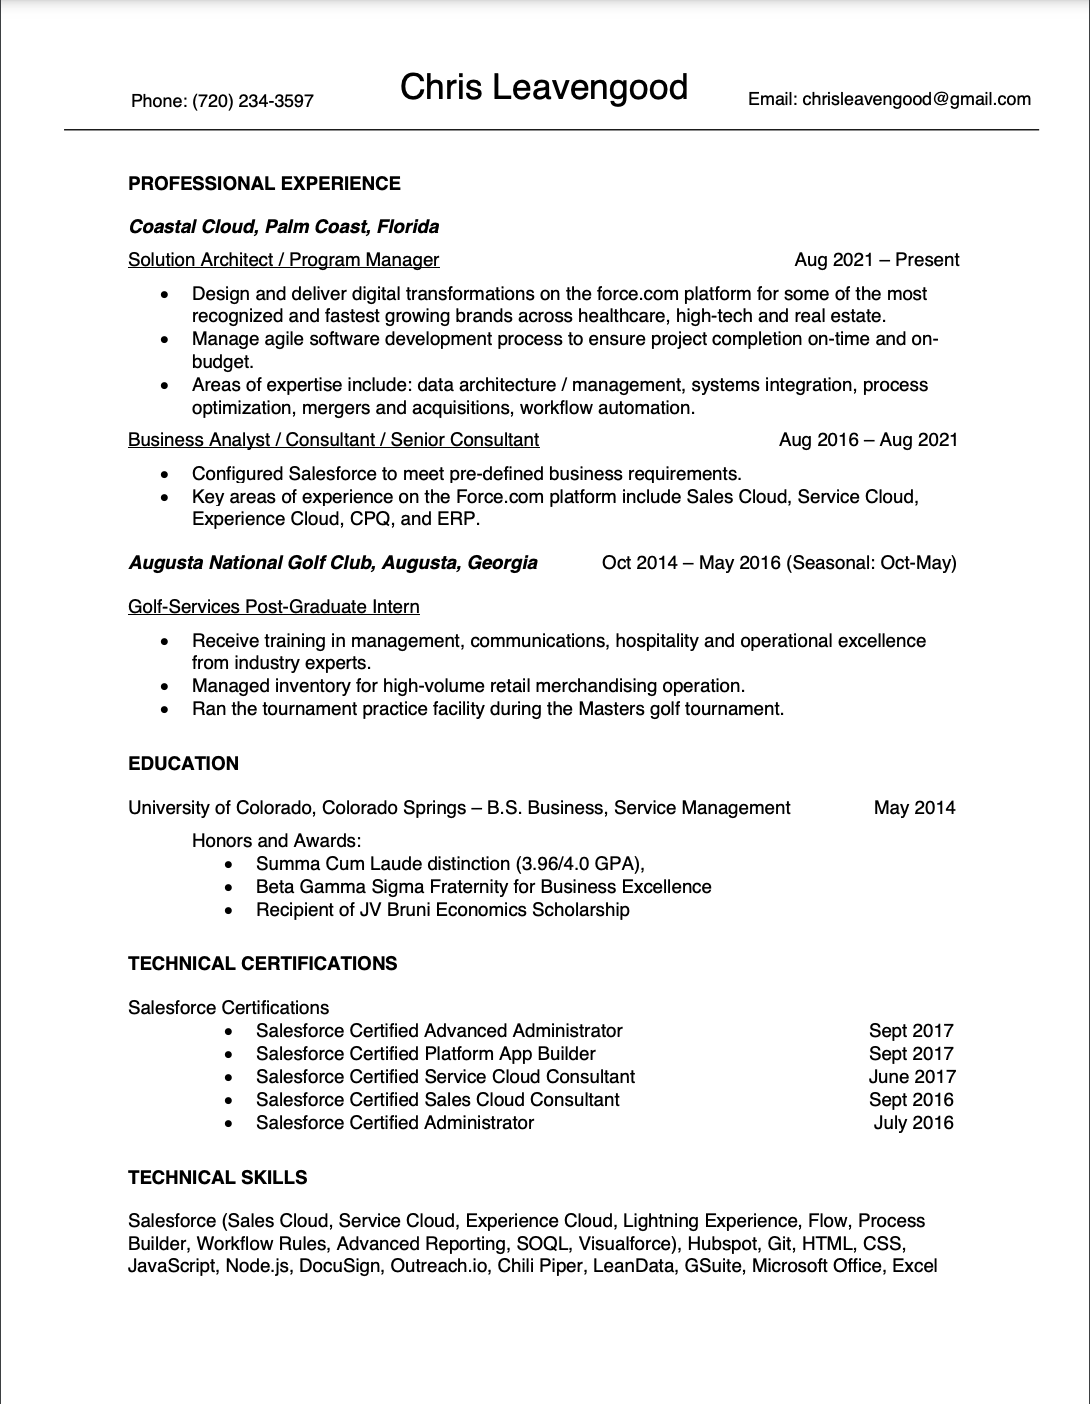 Phone: (720) 234-3597 Chris Leavengood Email: chrisleavengood@gmail.com
PROFESSIONAL EXPERIENCE
Coastal Cloud, Palm Coast, Florida
Solution Architect / Program Manager Aug 2021 – Present
• Design and deliver digital transformations on the force.com platform for some of the most
recognized and fastest growing brands across healthcare, high-tech and real estate.
• Manage agile software development process to ensure project completion on-time and on-
budget.
• Areas of expertise include: data architecture / management, systems integration, process
optimization, mergers and acquisitions, workflow automation.
Business Analyst / Consultant / Senior Consultant Aug 2016 – Aug 2021
• Configured Salesforce to meet pre-defined business requirements.
• Key areas of experience on the Force.com platform include Sales Cloud, Service Cloud,
Experience Cloud, CPQ, and ERP.
Augusta National Golf Club, Augusta, Georgia Oct 2014 – May 2016 (Seasonal: Oct-May)
Golf-Services Post-Graduate Intern
• Receive training in management, communications, hospitality and operational excellence
from industry experts.
• Managed inventory for high-volume retail merchandising operation.
• Ran the tournament practice facility during the Masters golf tournament.
EDUCATION
University of Colorado, Colorado Springs – B.S. Business, Service Management May 2014
Honors and Awards:
• Summa Cum Laude distinction (3.96/4.0 GPA),
• Beta Gamma Sigma Fraternity for Business Excellence
• Recipient of JV Bruni Economics Scholarship
TECHNICAL CERTIFICATIONS
Salesforce Certifications
• Salesforce Certified Advanced Administrator Sept 2017
• Salesforce Certified Platform App Builder Sept 2017
• Salesforce Certified Service Cloud Consultant June 2017
• Salesforce Certified Sales Cloud Consultant Sept 2016
• Salesforce Certified Administrator July 2016
TECHNICAL SKILLS
Salesforce (Sales Cloud, Service Cloud, Experience Cloud, Lightning Experience, Flow, Process
Builder, Workflow Rules, Advanced Reporting, SOQL, Visualforce), Hubspot, Git, HTML, CSS,
JavaScript, Node.js, DocuSign, Outreach.io, Chili Piper, LeanData, GSuite, Microsoft Office, Excel